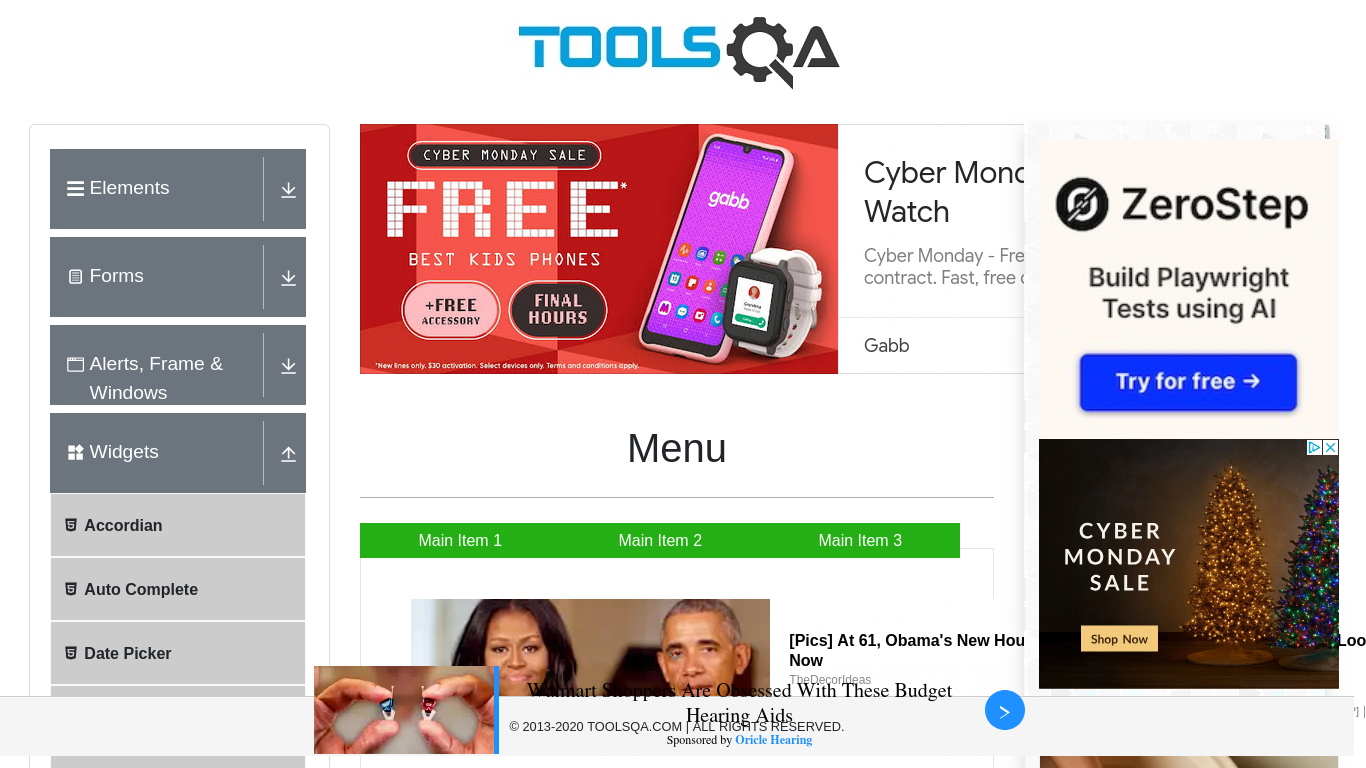 TOOLSQA
Elements
Forms
Alerts, Frame &
Windows
Widgets
Accordian
Auto Complete
Date Picker
CYBER MONDAY SALE
FREE*
BEST KIDS PHONES
+FREE
ACCESSORY
FINAL
HOURS
*New lines only. $30 activation. Select devices only. Terms and conditions apply.
gabb
Cyber Mond
Watch
Cyber Monday - Fre
contract. Fast, free
Gabb
Menu
Main Item 1
Main Item 2
Main Item 3
[Pics] At 61, Obama's New Hou
Loo
Now
TheDecorIdeas
Walmart Shoppers Are Obsessed With These Budget
Hearing Aids
Sponsored by Oricle Hearing
© 2013-2020 TOOLSQA.COM | ALL RIGHTS RESERVED.
ZeroStep
Build Playwright
Tests using AI
Try for free →
CYBER
MONDAY
SALE
Shop Now